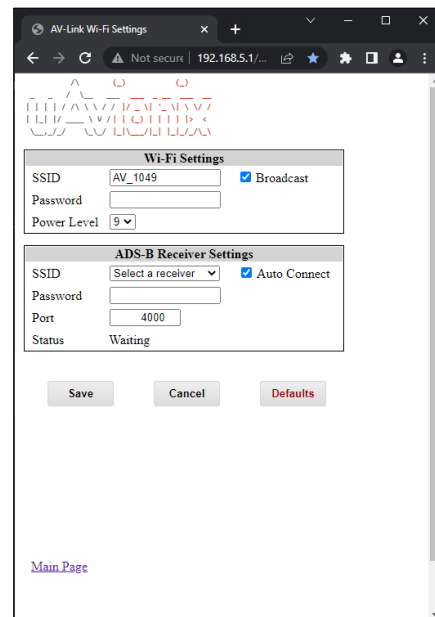 AV-Link Wi-Fi Settings
Not secure 192.168.5.1/...
Wi-Fi Settings
SSID AV_1049 Broadcast
Password
Power Level 9
ADS-B Receiver Settings
SSID Select a receiver Auto Connect
Password
Port 4000
Status Waiting
Save Cancel Defaults
Main Page